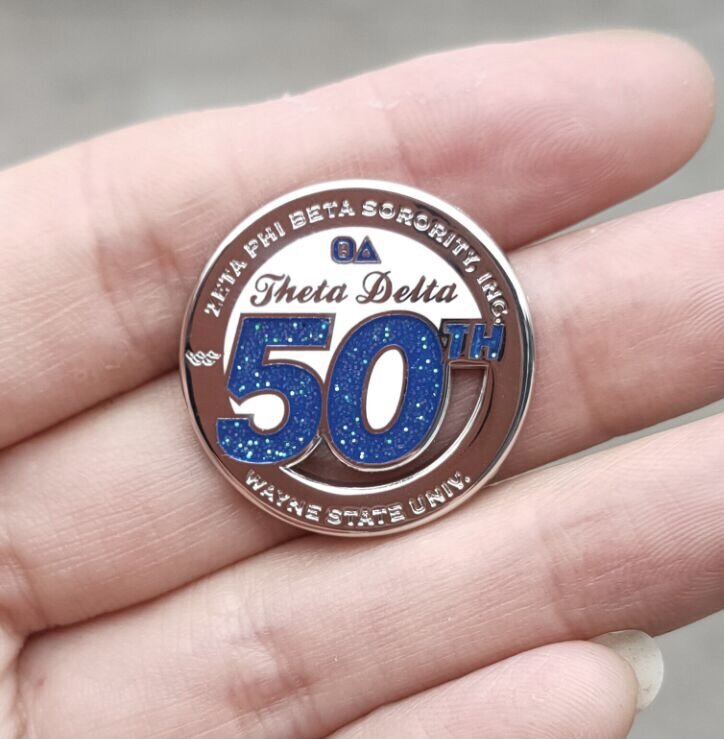 ZETA PHI BETA SORORITY, INC.
ΘΔ
Theta Delta
50TH
WAYNE STATE UNIV.